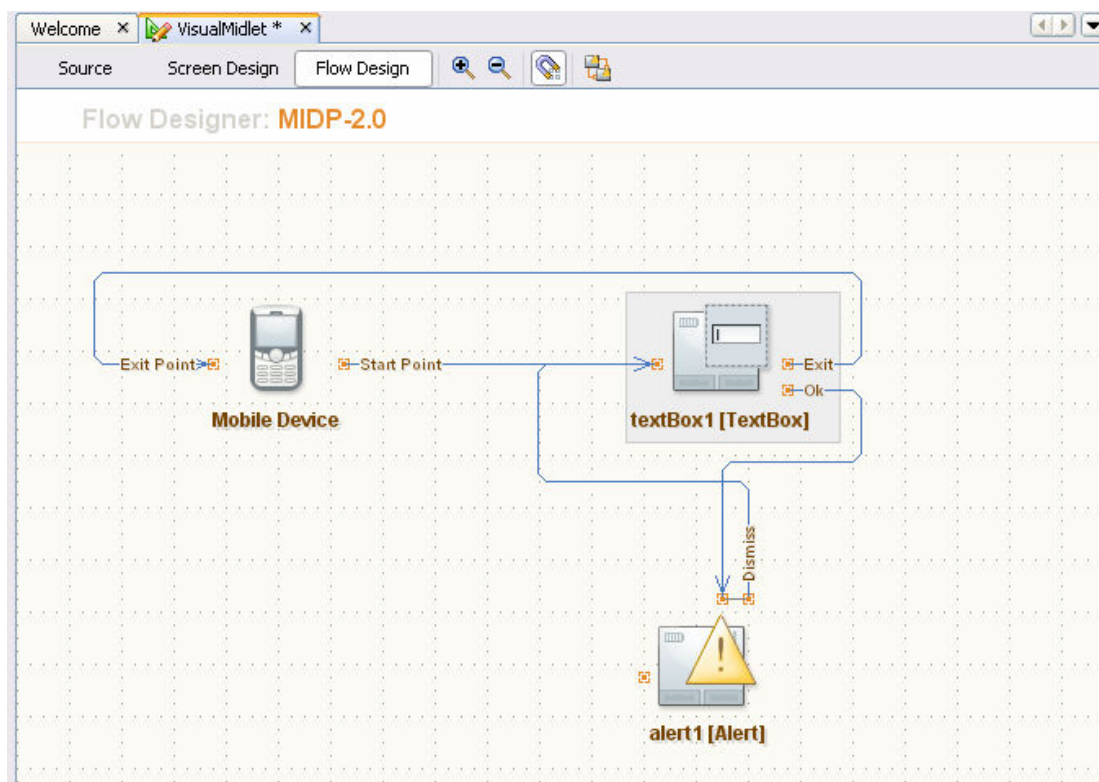 Welcome VisualMidlet *
Source Screen Design Flow Design
Flow Designer: MIDP-2.0
Exit Point Start Point Exit
Ok
Mobile Device textBox1 [TextBox]
Dismiss
alert1 [Alert]